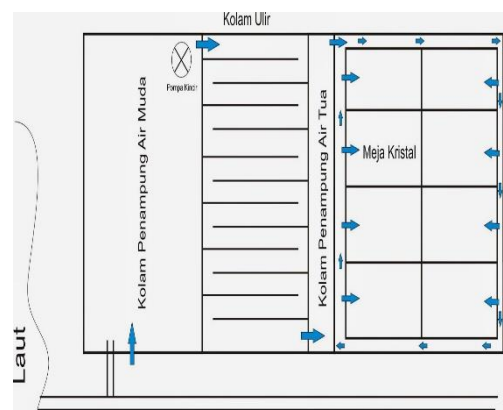 Kolam Ulir
Pompa Kincir
Kolam Penampung Air Muda
Kolam Penampung Air Tua
Meja Kristal
Laut